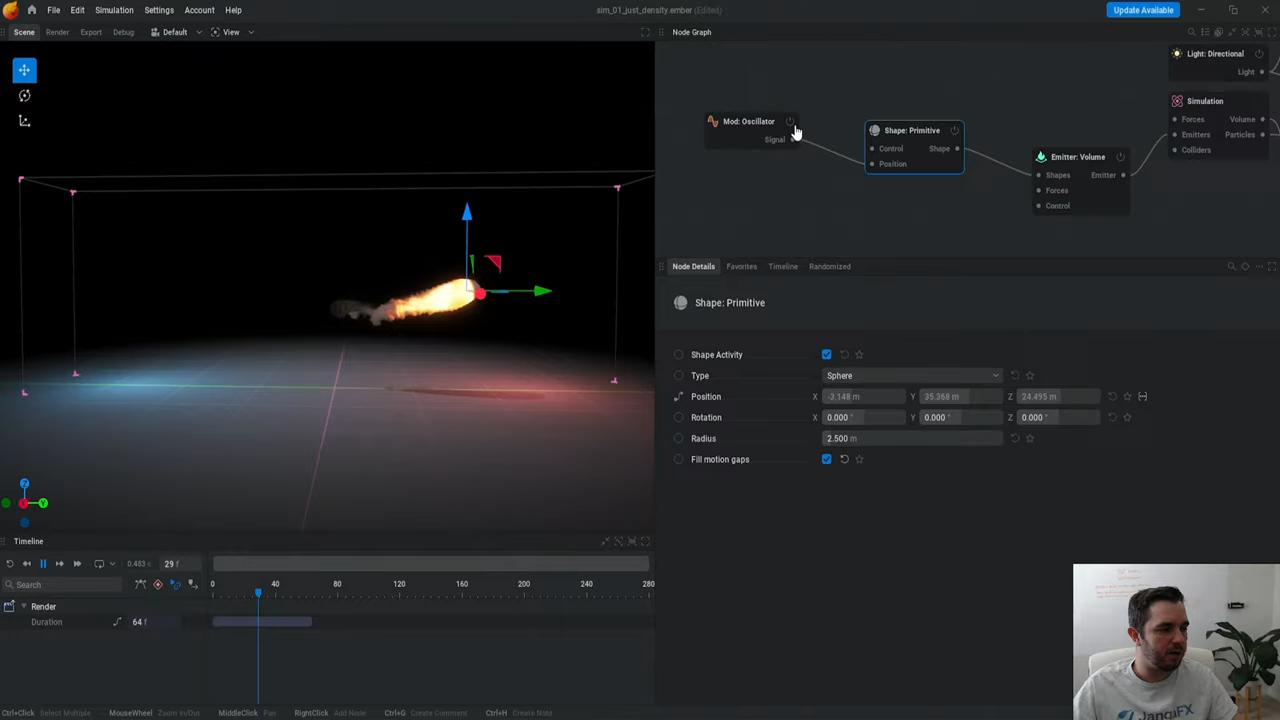 File Edit Simulation Settings Account Help
sim_01_just_density.ember (Edited)
Update Available
Scene Render Export Debug Default View
Node Graph
Light: Directional
Light
Mod: Oscillator
Signal
Shape: Primitive
Control Shape
Position
Emitter: Volume
Shapes Emitter
Forces
Control
Simulation
Forces Volume
Emitters Particles
Colliders
Node Details Favorites Timeline Randomized
Shape: Primitive
Shape Activity
Type Sphere
Position X -3.148 m Y 35.368 m Z 24.495 m
Rotation X 0.000 ° Y 0.000 ° Z 0.000 °
Radius 2.500 m
Fill motion gaps
Z
Y
Timeline
0.483 s 29 f
Search
0 40 80 120 160 200 240 280
Render
Duration 64 f
Ctrl+Click Select Multiple MouseWheel Zoom In/Out MiddleClick Pan RightClick Add Node Ctrl+G Create Comment Ctrl+H Create Note
JangaFX